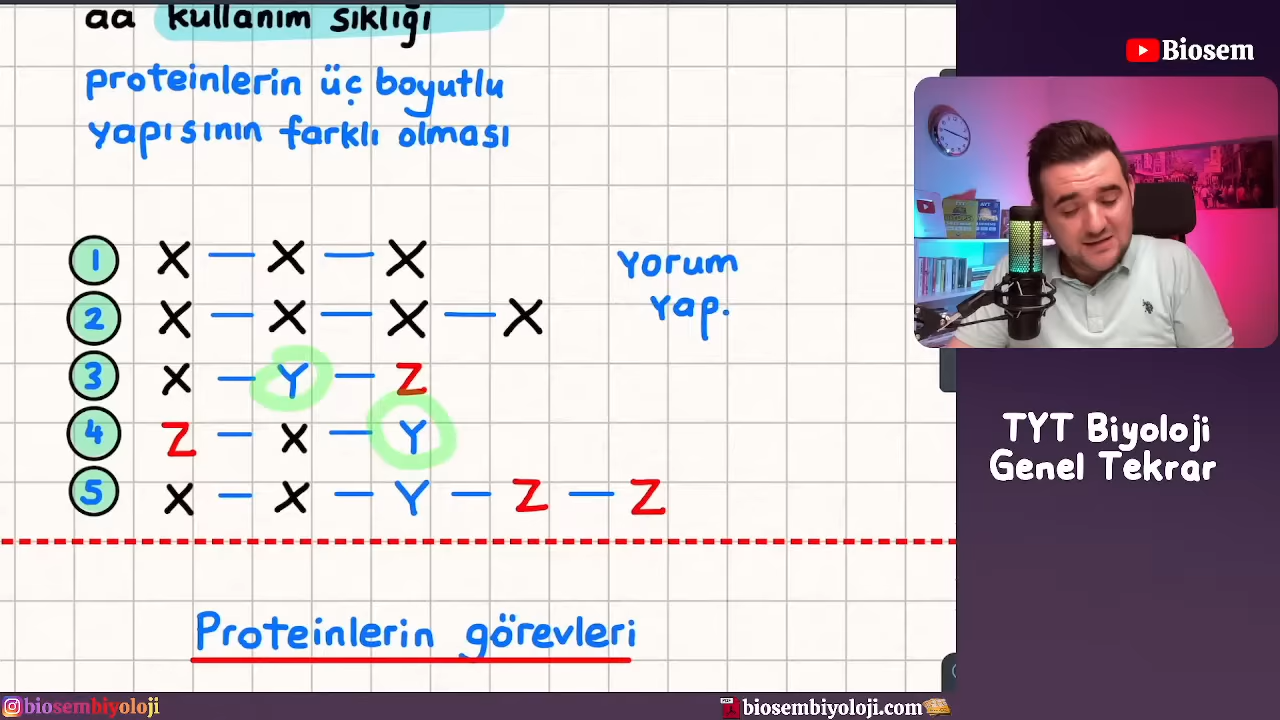 aa kullanım sıklığı
proteinlerin üç boyutlu
yapısının farklı olması
1 X — X — X
2 X — X — X — X
3 X — Y — Z
4 Z — X — Y
5 X — X — Y — Z — Z
Yorum
Yap.
Proteinlerin görevleri
Biosem
TYT Biyoloji
Genel Tekrar
biosembiyoloji
biosembiyoloji.com